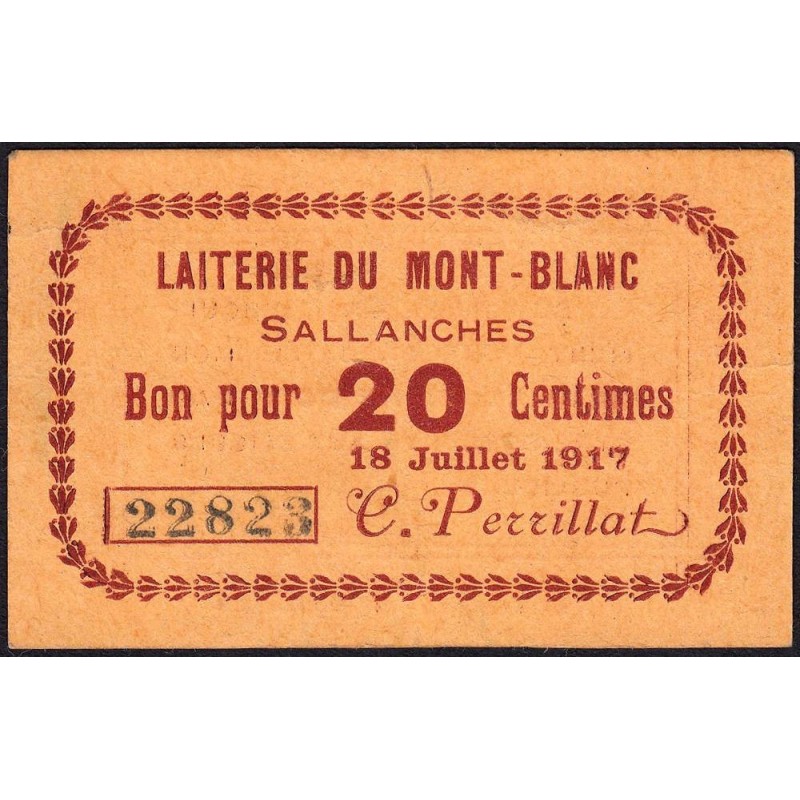 LAITERIE DU MONT-BLANC
SALLANCHES
Bon pour 20 Centimes
18 Juillet 1917
22823 C. Perrillat